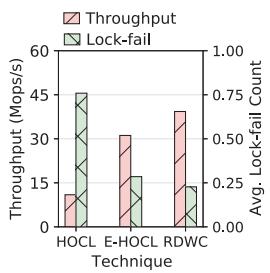 Throughput
Lock-fail
Throughput (Mops/s)
60
45
30
15
0
Avg. Lock-fail Count
1.00
0.75
0.50
0.25
0.00
HOCL E-HOCL RDWC
Technique